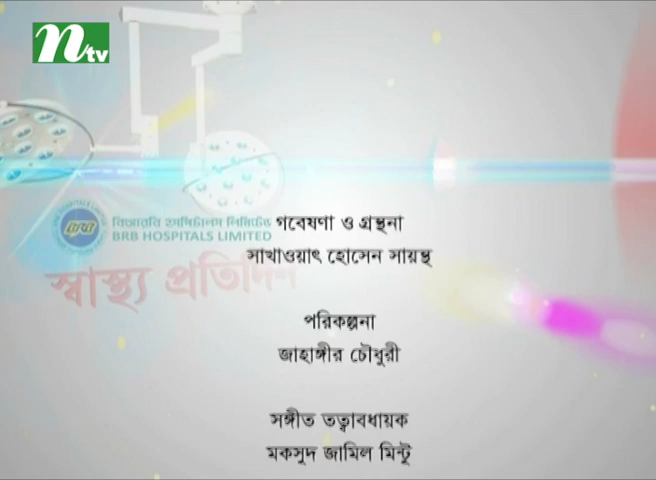 ntv
বিআরবি হসপিটালস লিমিটেড
BRB HOSPITALS LIMITED
স্বাস্থ্য প্রতিদিন
গবেষণা ও গ্রন্থনা
সাখাওয়াৎ হোসেন সায়ন্থ
পরিকল্পনা
জাহাঙ্গীর চৌধুরী
সঙ্গীত তত্ত্বাবধায়ক
মকসুদ জামিল মিন্টু